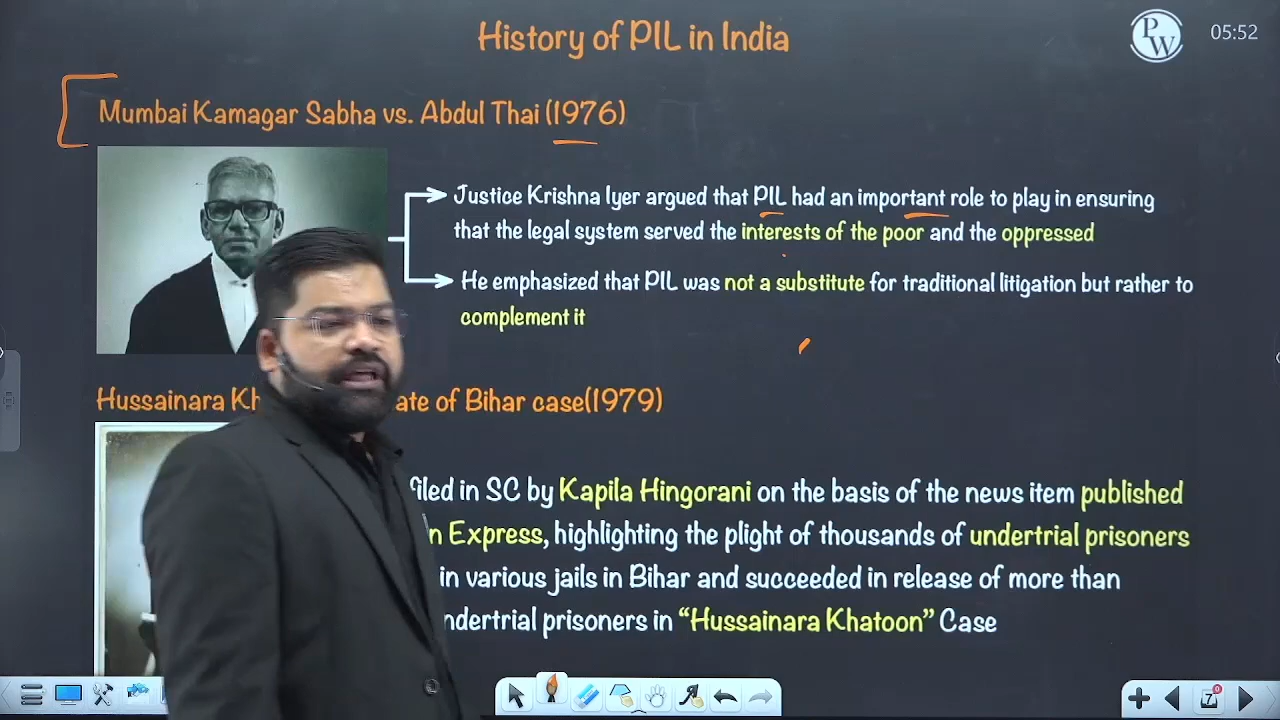 History of PIL in India
PW
05:52
Mumbai Kamagar Sabha vs. Abdul Thai (1976)
Justice Krishna Iyer argued that PIL had an important role to play in ensuring
that the legal system served the interests of the poor and the oppressed
He emphasized that PIL was not a substitute for traditional litigation but rather to
complement it
Hussainara of Bihar case(1979)
filed in SC by Kapila Hingorani on the basis of the news item published
Express, highlighting the plight of thousands of undertrial prisoners
in various jails in Bihar and succeeded in release of more than
prisoners in “Hussainara Khatoon” Case
7